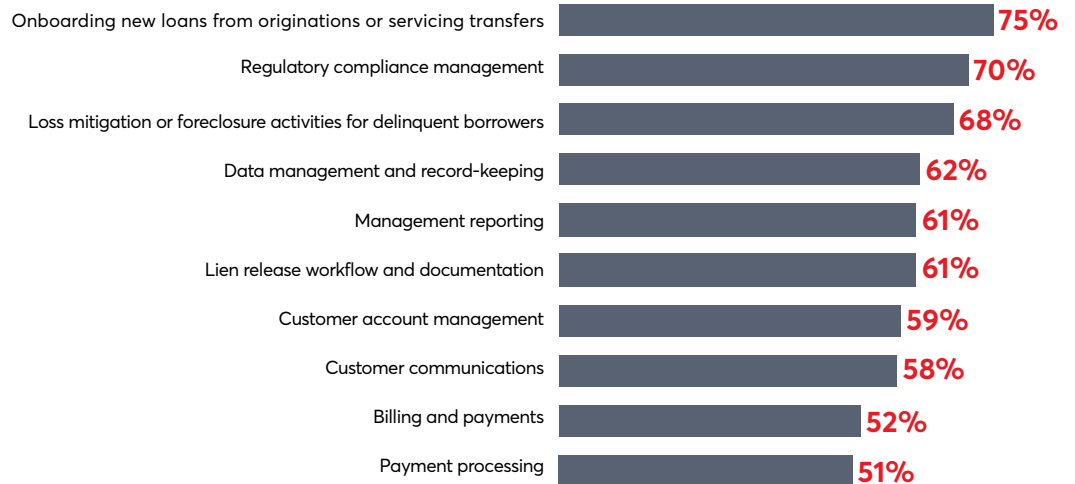 Onboarding new loans from originations or servicing transfers 75%
Regulatory compliance management 70%
Loss mitigation or foreclosure activities for delinquent borrowers 68%
Data management and record-keeping 62%
Management reporting 61%
Lien release workflow and documentation 61%
Customer account management 59%
Customer communications 58%
Billing and payments 52%
Payment processing 51%